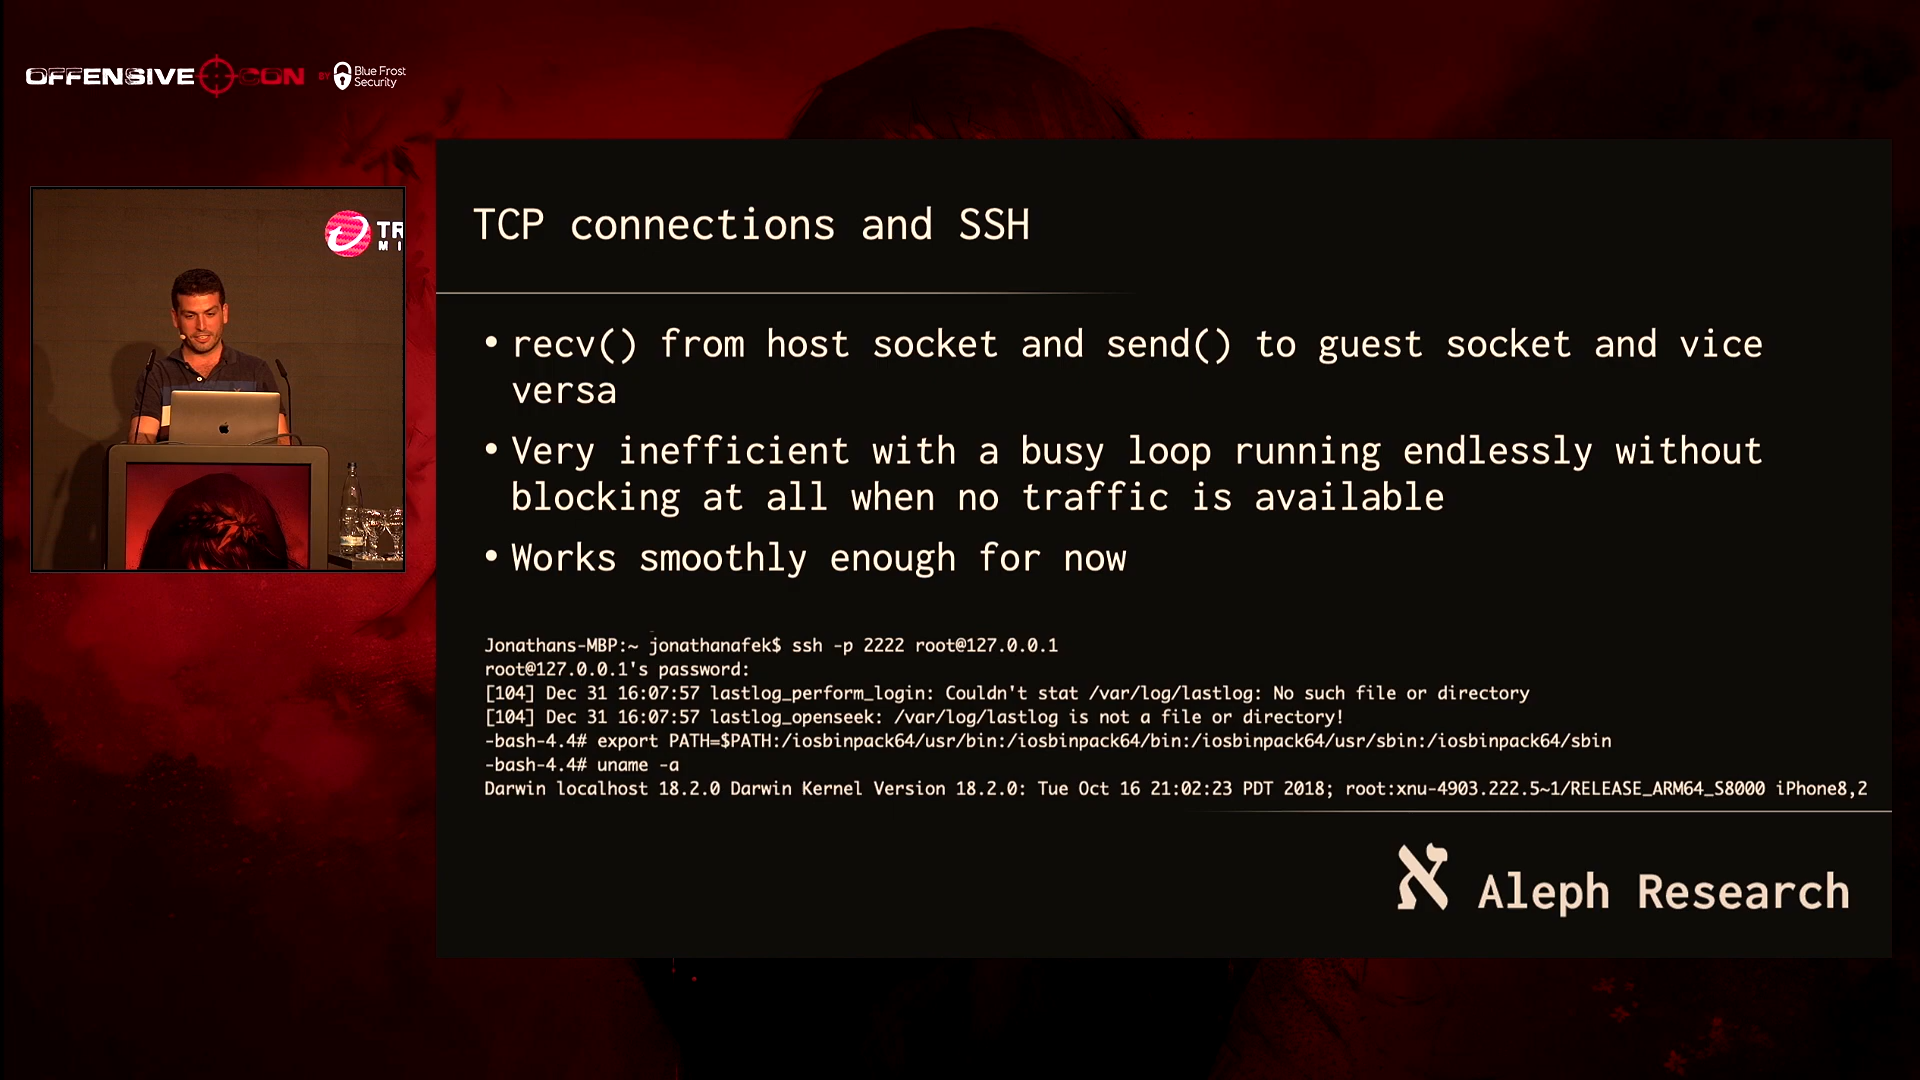 OFFENSIVE CON BY Blue Frost
Security
TR
M I
TCP connections and SSH
• recv() from host socket and send() to guest socket and vice
versa
• Very inefficient with a busy loop running endlessly without
blocking at all when no traffic is available
• Works smoothly enough for now
Jonathans-MBP:~ jonathanafek$ ssh -p 2222 root@127.0.0.1
root@127.0.0.1's password:
[104] Dec 31 16:07:57 lastlog_perform_login: Couldn't stat /var/log/lastlog: No such file or directory
[104] Dec 31 16:07:57 lastlog_openseek: /var/log/lastlog is not a file or directory!
-bash-4.4# export PATH=$PATH:/iosbinpack64/usr/bin:/iosbinpack64/bin:/iosbinpack64/usr/sbin:/iosbinpack64/sbin
-bash-4.4# uname -a
Darwin localhost 18.2.0 Darwin Kernel Version 18.2.0: Tue Oct 16 21:02:23 PDT 2018; root:xnu-4903.222.5~1/RELEASE_ARM64_S8000 iPhone8,2
א Aleph Research